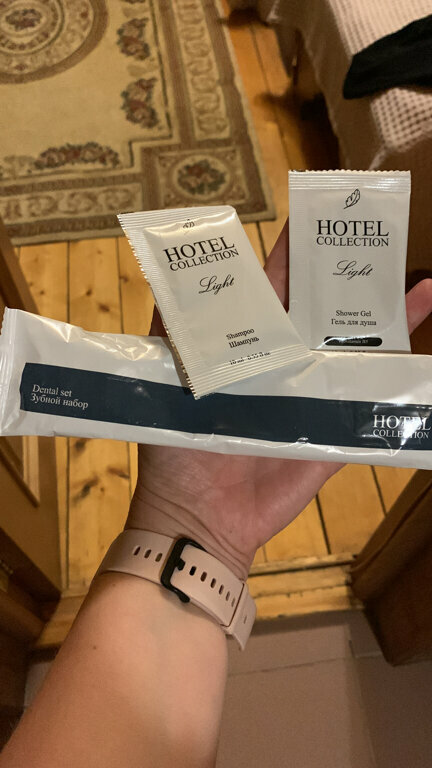 HOTEL
COLLECTION
Light
Shampoo
Шампунь
HOTEL
COLLECTION
Light
Shower Gel
Гель для душа
Dental set
Зубной набор
HOTEL
COLLECTION